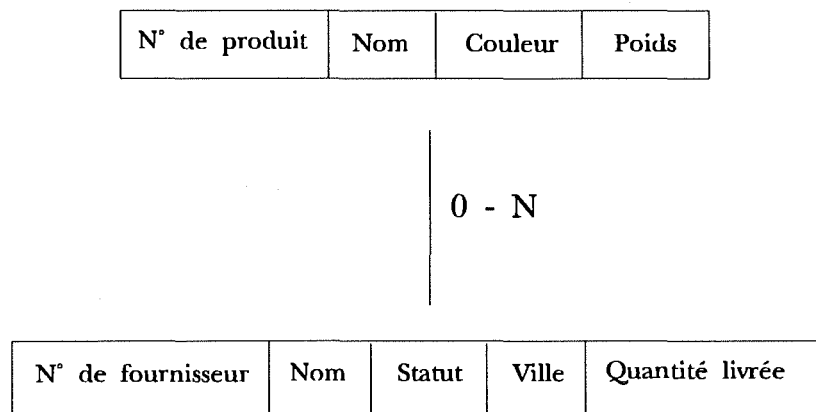 N° de produit Nom Couleur Poids
0 - N
N° de fournisseur Nom Statut Ville Quantité livrée